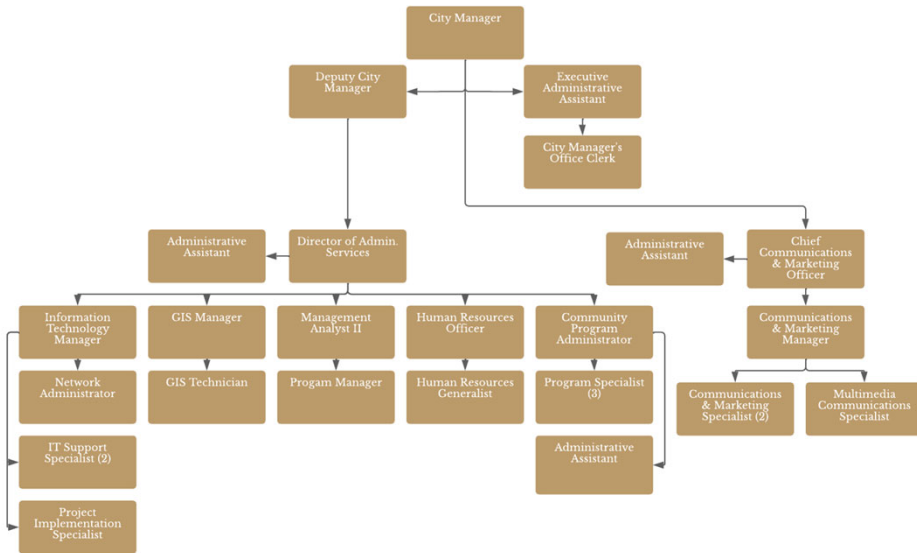 City Manager
Deputy City
Manager
Executive
Administrative
Assistant
City Manager's
Office Clerk
Administrative
Assistant
Director of Admin.
Services
Administrative
Assistant
Chief
Communications
& Marketing
Officer
Information
Technology
Manager
GIS Manager
Management
Analyst II
Human Resources
Officer
Community
Program
Administrator
Communications
& Marketing
Manager
Network
Administrator
GIS Technician
Progam Manager
Human Resources
Generalist
Program Specialist
(3)
Communications
& Marketing
Specialist (2)
Multimedia
Communications
Specialist
IT Support
Specialist (2)
Administrative
Assistant
Project
Implementation
Specialist